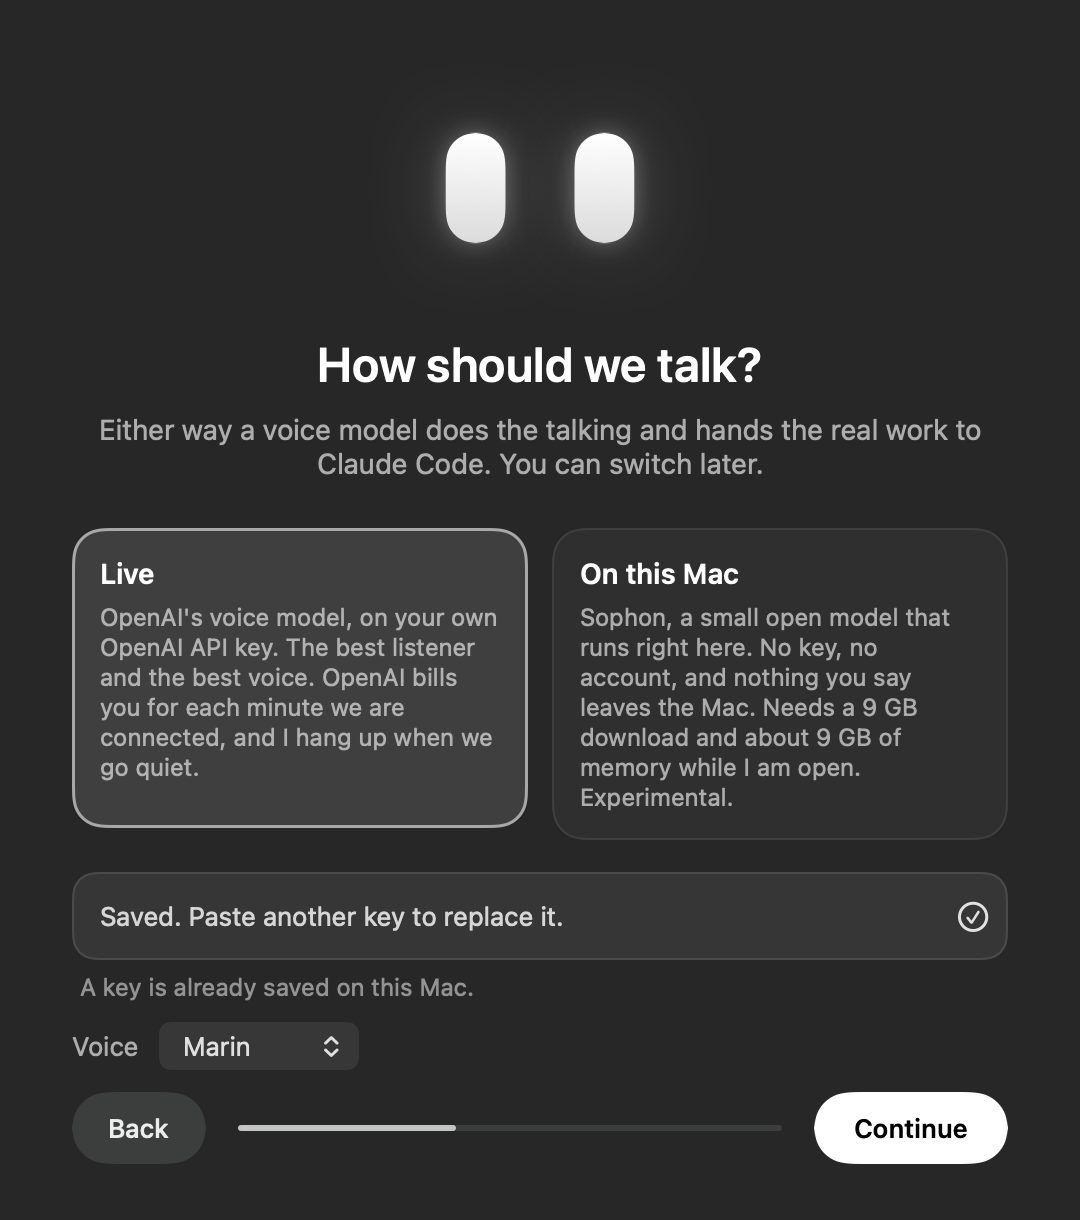 How should we talk?
Either way a voice model does the talking and hands the real work to
Claude Code. You can switch later.
Live
OpenAI's voice model, on your own
OpenAI API key. The best listener
and the best voice. OpenAI bills
you for each minute we are
connected, and I hang up when we
go quiet.
On this Mac
Sophon, a small open model that
runs right here. No key, no
account, and nothing you say
leaves the Mac. Needs a 9 GB
download and about 9 GB of
memory while I am open.
Experimental.
Saved. Paste another key to replace it.
A key is already saved on this Mac.
Voice Marin
Back Continue